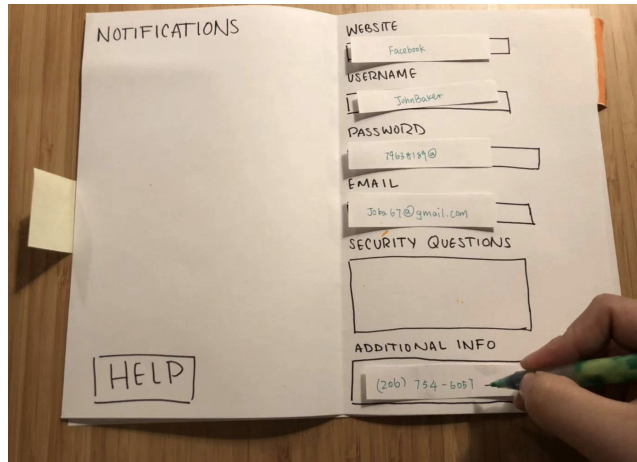 NOTIFICATIONS
HELP
WEBSITE
Facebook
USERNAME
JohnBaker
PASSWORD
79638189@
EMAIL
Joba67@gmail.com
SECURITY QUESTIONS
ADDITIONAL INFO
(206) 754-6057